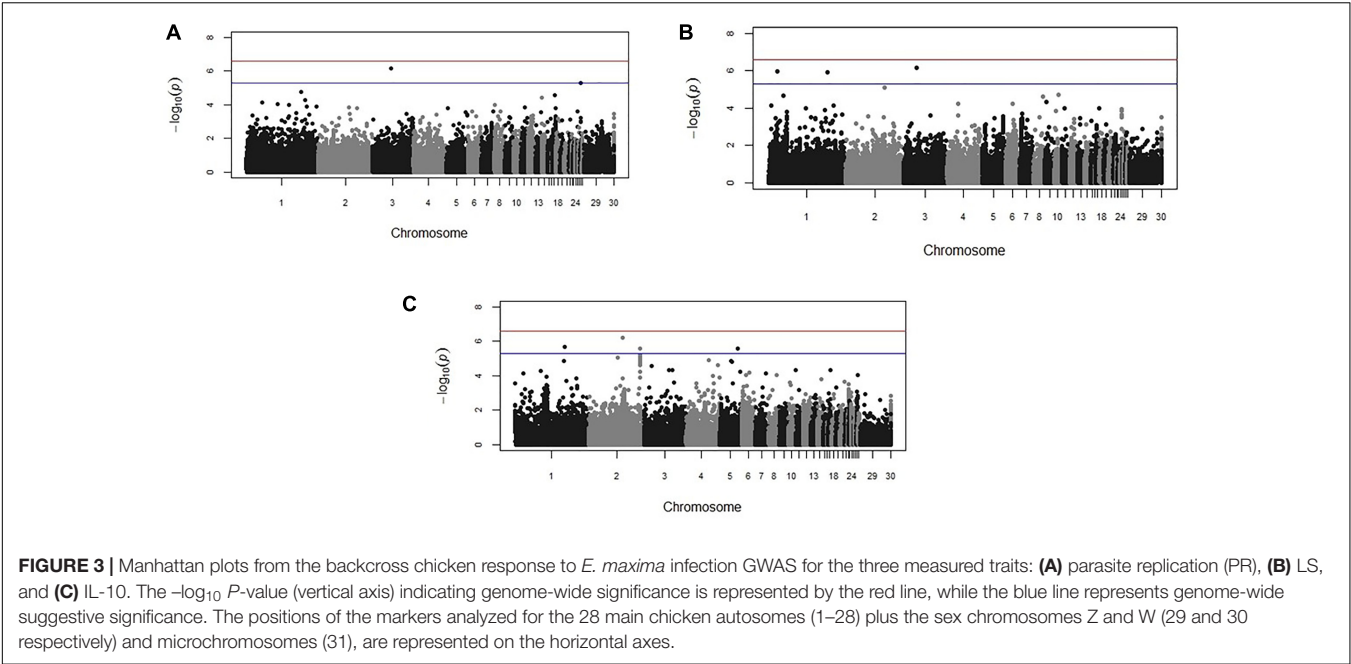 A
8
6
4
2
0
−log10(p)
1 2 3 4 5 6 7 8 10 13 18 24 29 30
Chromosome
B
8
6
4
2
0
−log10(p)
1 2 3 4 5 6 7 8 10 13 18 24 29 30
Chromosome
C
8
6
4
2
0
−log10(p)
1 2 3 4 5 6 7 8 10 13 18 24 29 30
Chromosome
FIGURE 3 | Manhattan plots from the backcross chicken response to E. maxima infection GWAS for the three measured traits: (A) parasite replication (PR), (B) LS,
and (C) IL-10. The –log10 P-value (vertical axis) indicating genome-wide significance is represented by the red line, while the blue line represents genome-wide
suggestive significance. The positions of the markers analyzed for the 28 main chicken autosomes (1–28) plus the sex chromosomes Z and W (29 and 30
respectively) and microchromosomes (31), are represented on the horizontal axes.